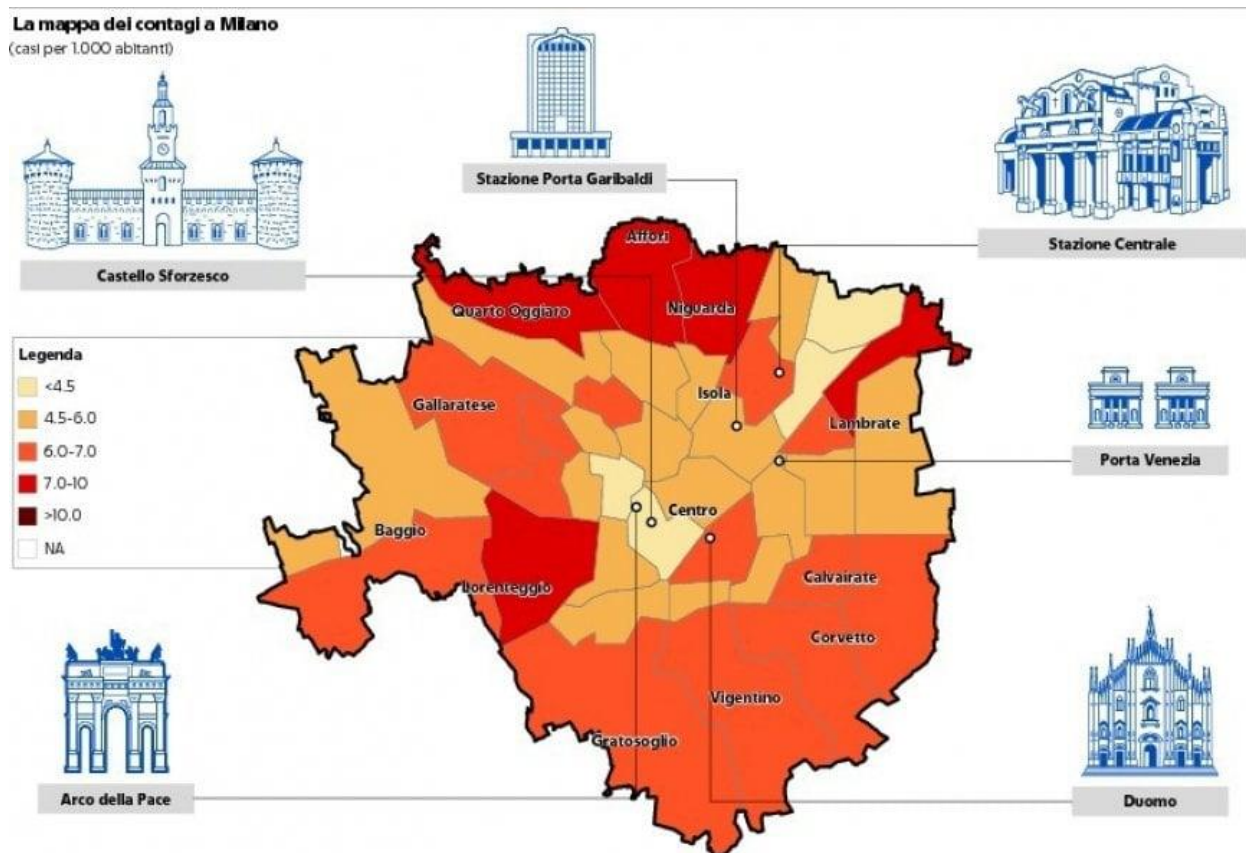 La mappa dei contagi a Milano
(casi per 1.000 abitanti)
Stazione Porta Garibaldi
Stazione Centrale
Castello Sforzesco
Affori
Quarto Oggiaro
Niguarda
Legenda
<4.5
4.5-6.0
6.0-7.0
7.0-10
>10.0
NA
Isola
Gallaratese
Lambrate
Porta Venezia
Centro
Baggio
Lorenteggio
Calvairate
Corvetto
Vigentino
Gratosoglio
Arco della Pace
Duomo